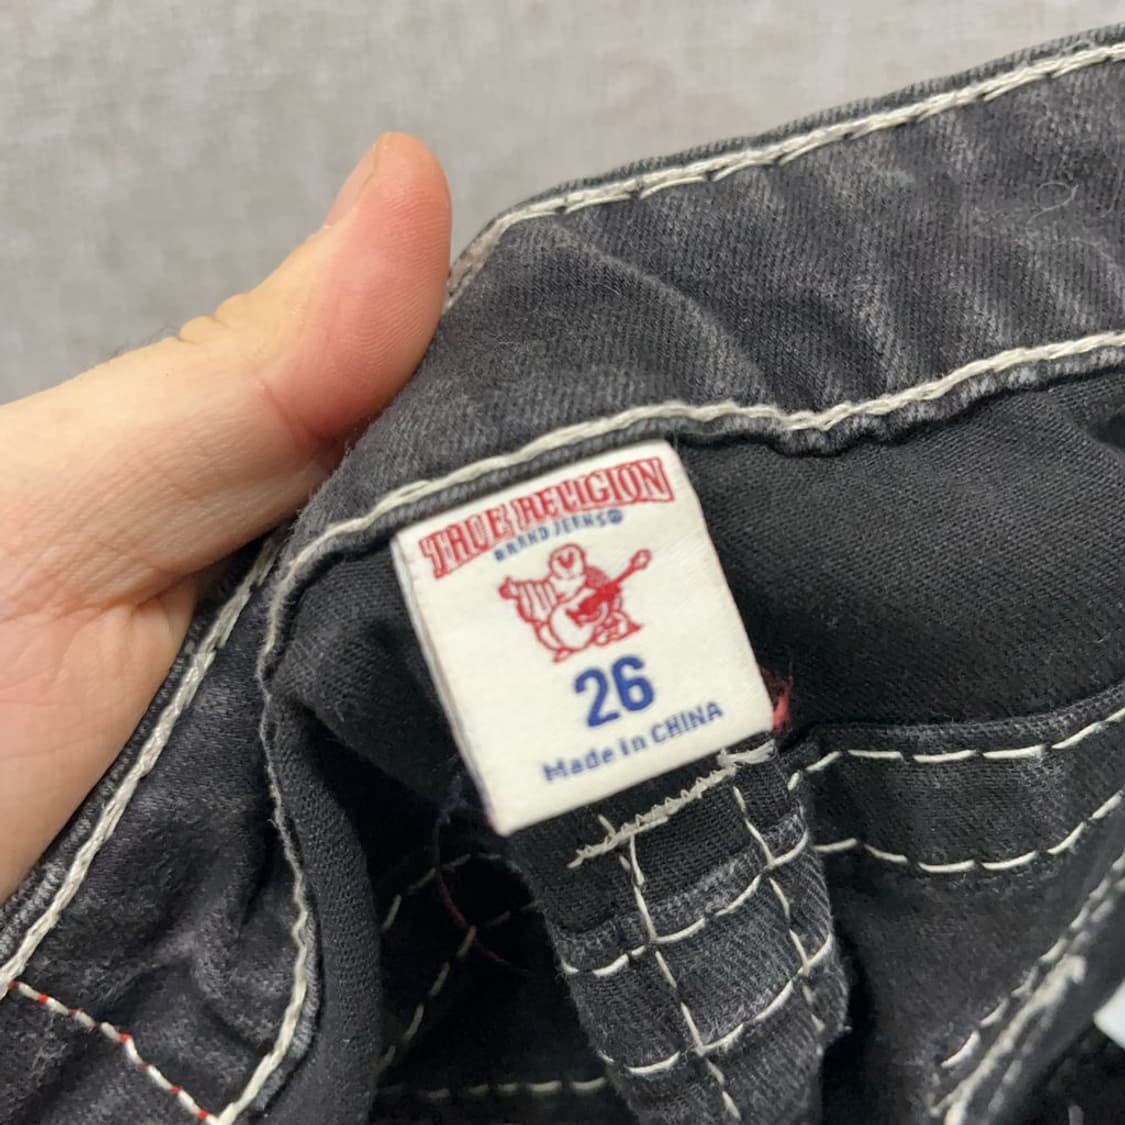 TRUE RELIGION
BRAND JEANS®
26
Made in CHINA